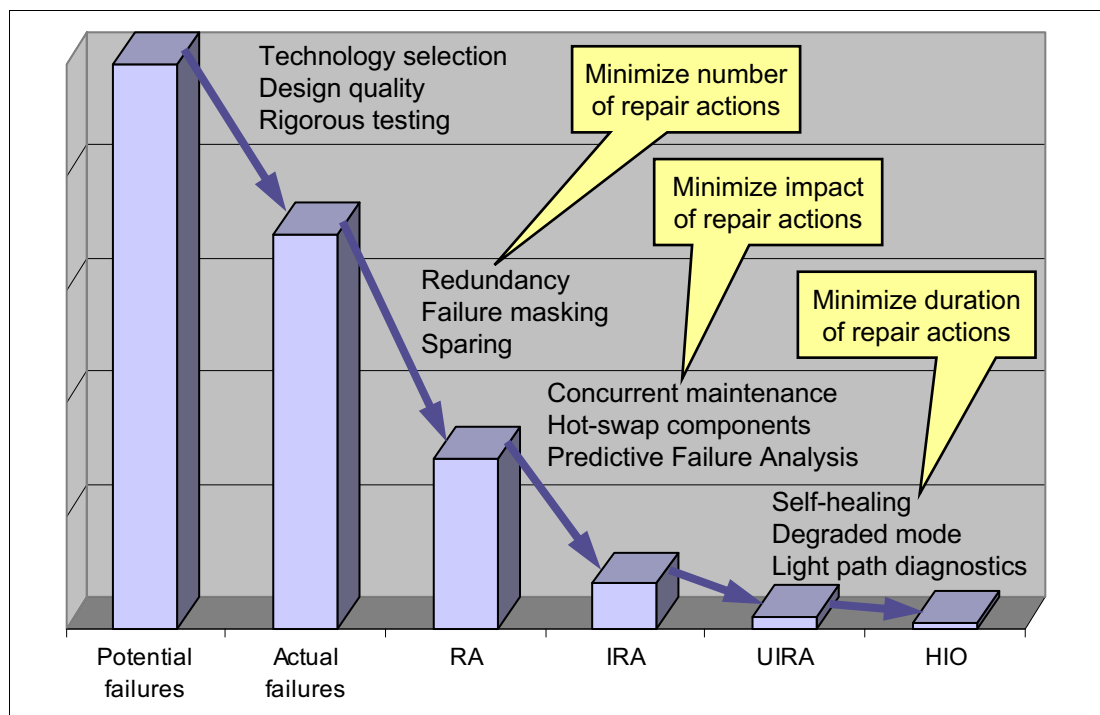 Technology selection
Design quality
Rigorous testing
Minimize number
of repair actions
Minimize impact
of repair actions
Redundancy
Failure masking
Sparing
Minimize duration
of repair actions
Concurrent maintenance
Hot-swap components
Predictive Failure Analysis
Self-healing
Degraded mode
Light path diagnostics
Potential
failures
Actual
failures
RA
IRA
UIRA
HIO